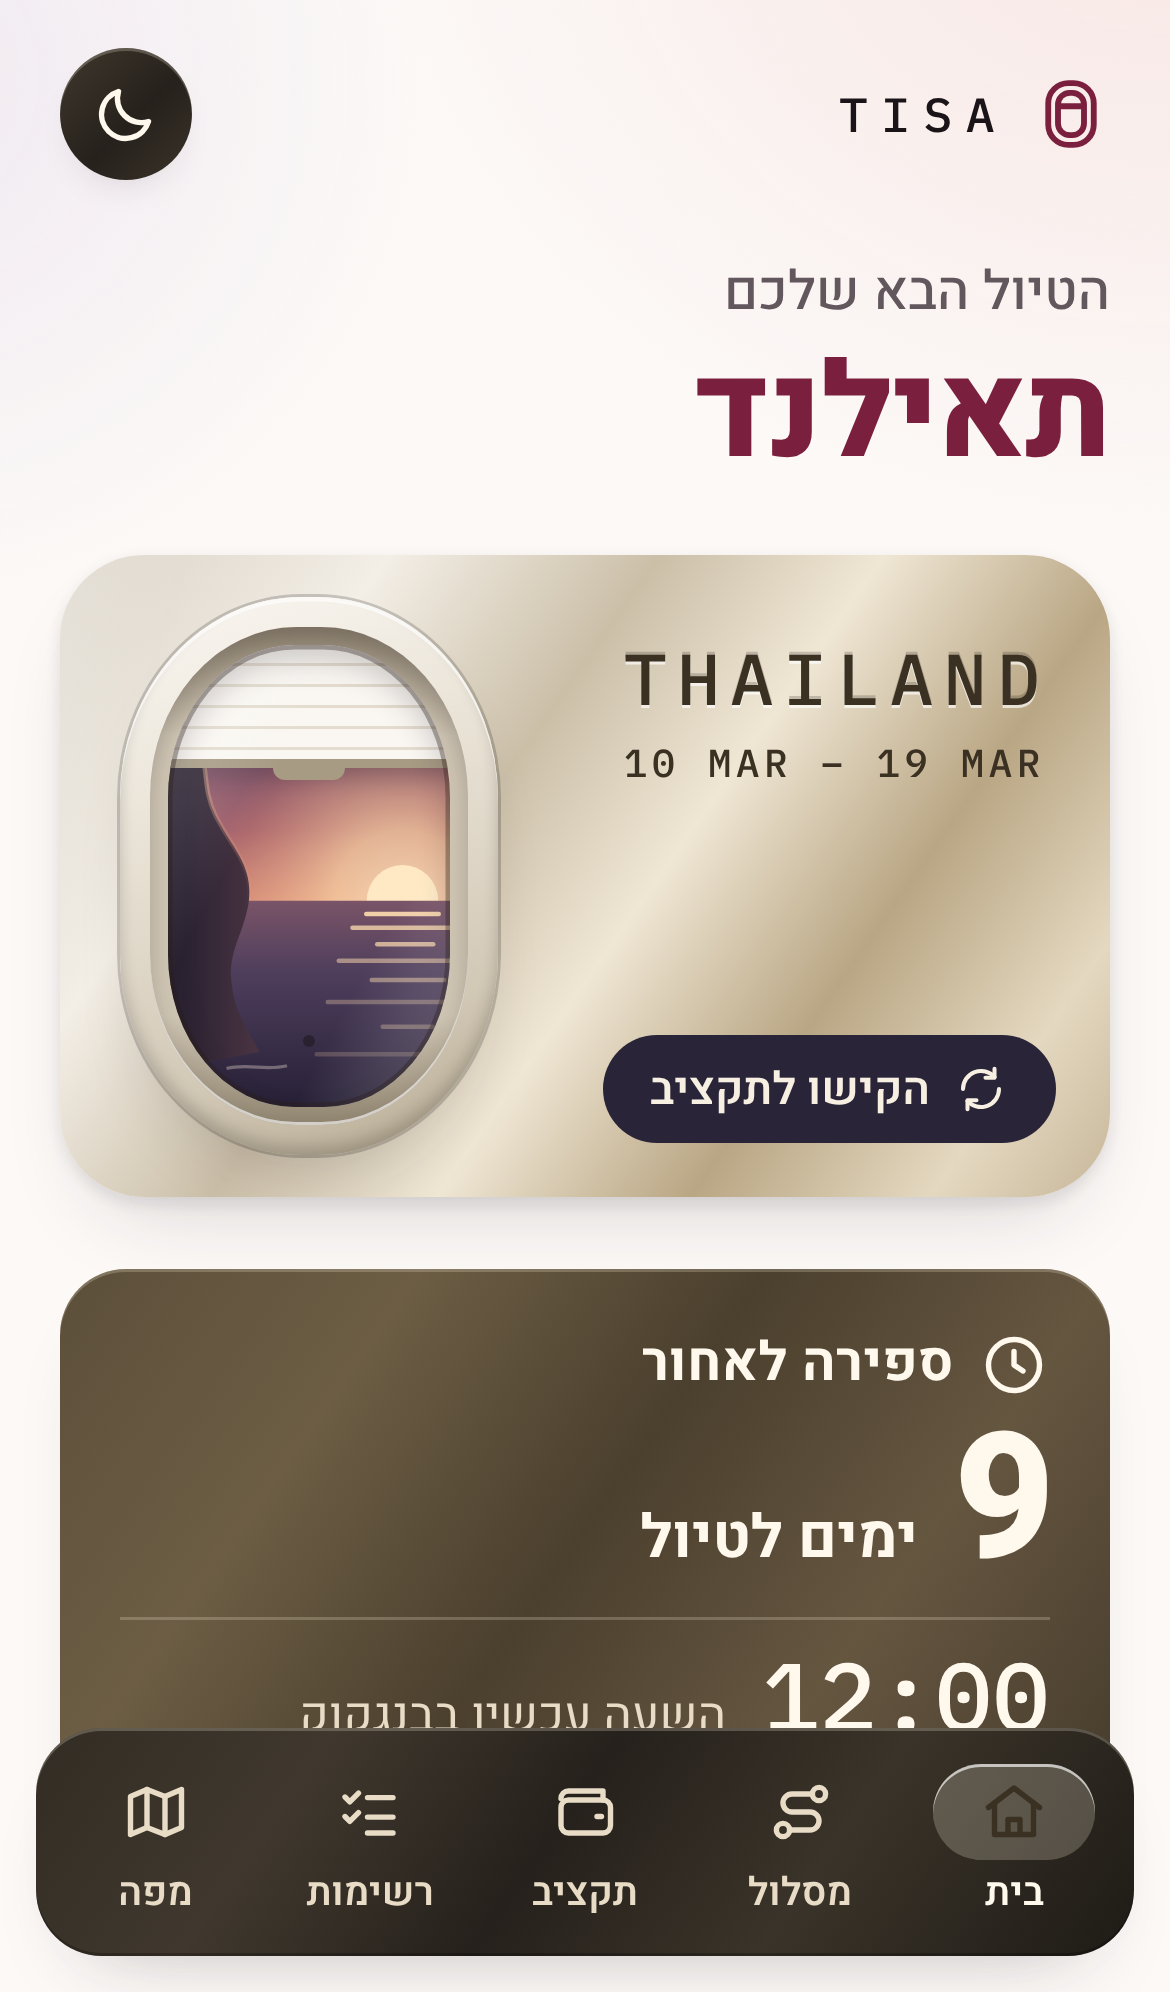 TISA
הטיול הבא שלכם
תאילנד
THAILAND
10 MAR – 19 MAR
הקישו לתקציב
ספירה לאחור
9 ימים לטיול
12:00 השעה עכשיו בבנגקוק
בית
מסלול
תקציב
רשימות
מפה